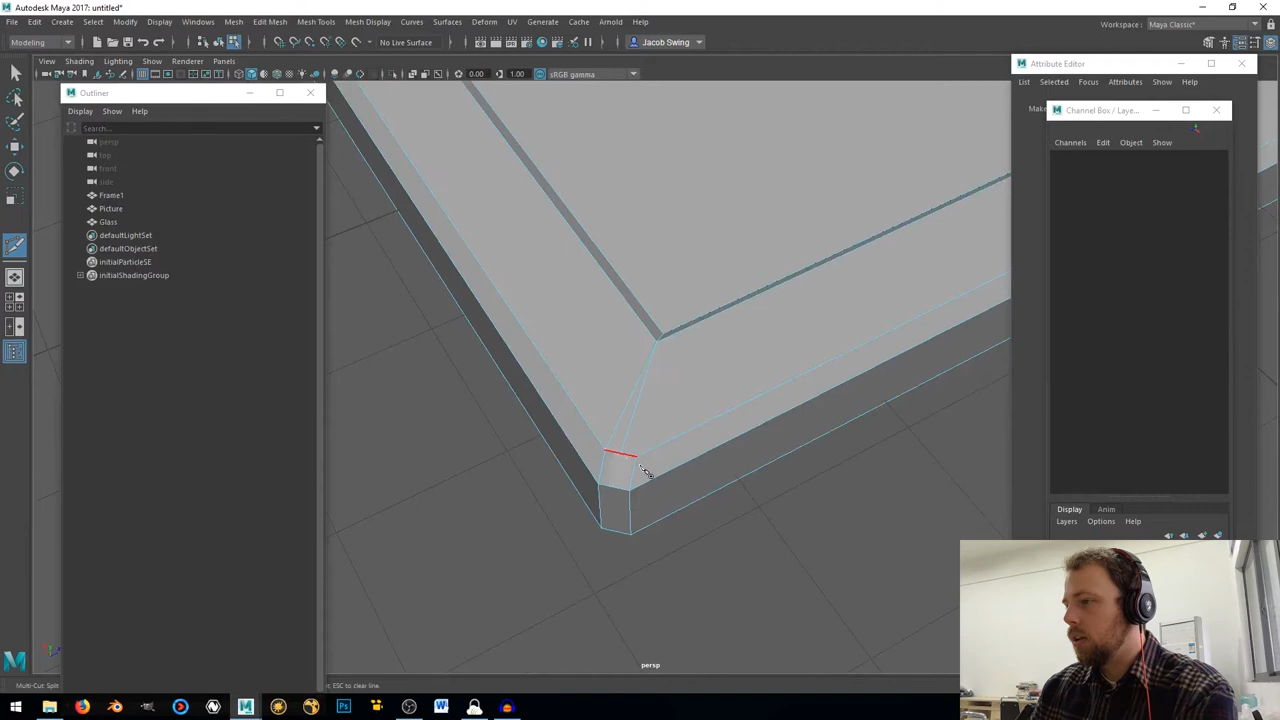 Autodesk Maya 2017: untitled*
File Edit Create Select Modify Display Windows Mesh Edit Mesh Mesh Tools Mesh Display Curves Surfaces Deform UV Generate Cache Arnold Help
Workspace: Maya Classic*
Modeling No Live Surface Jacob Swing
View Shading Lighting Show Renderer Panels
0.00 1.00 sRGB gamma
Outliner
Display Show Help
Search...
persp
top
front
side
Frame1
Picture
Glass
defaultLightSet
defaultObjectSet
initialParticleSE
initialShadingGroup
Attribute Editor
List Selected Focus Attributes Show Help
Make
Channel Box / Laye...
Channels Edit Object Show
Display Anim
Layers Options Help
persp
Multi-Cut: Spli
ESC to clear line.